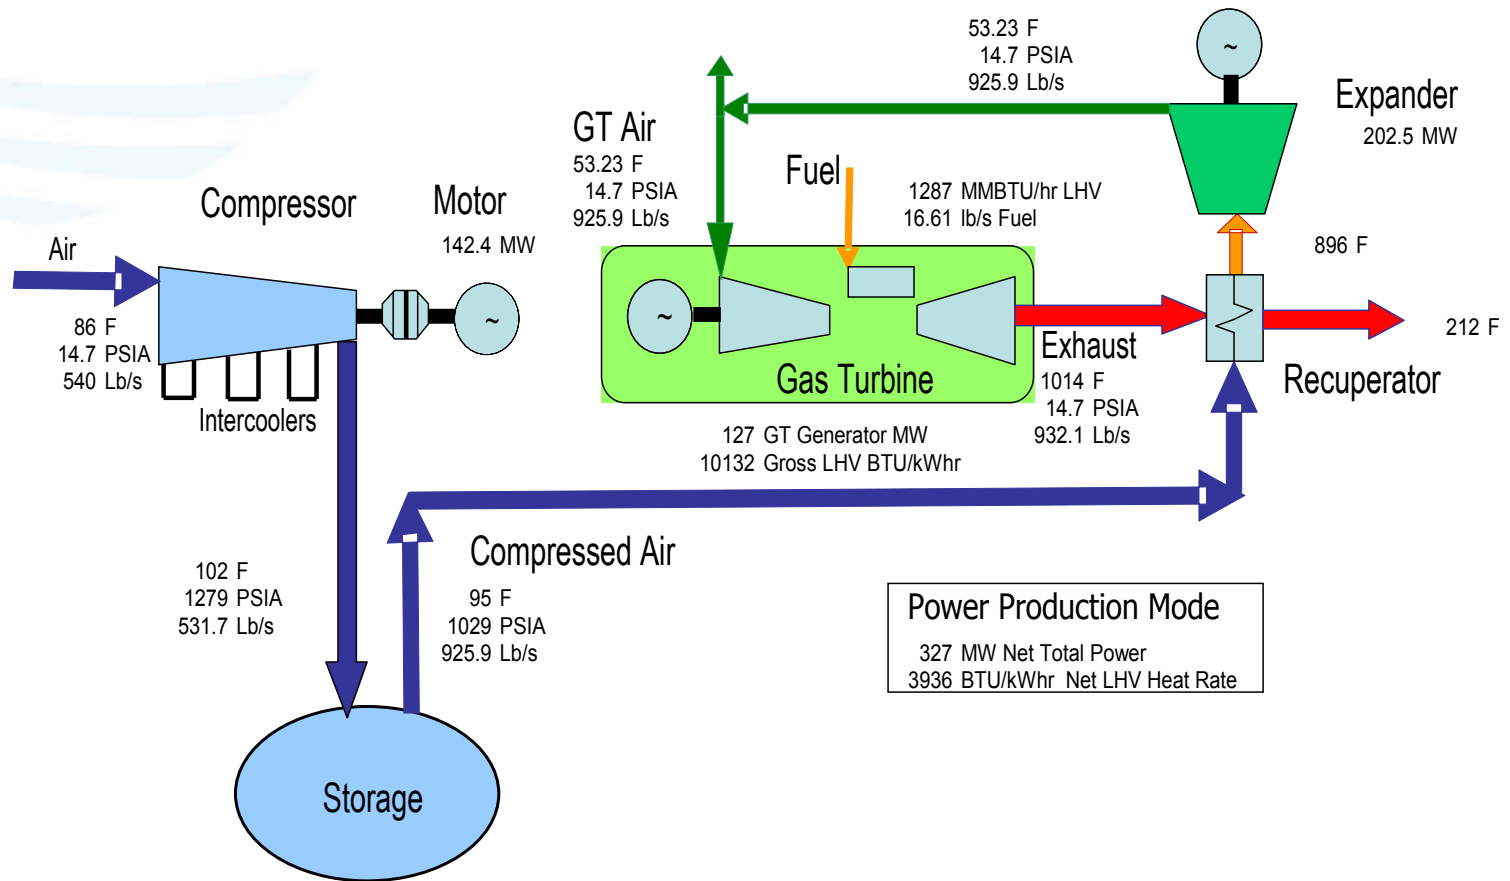 53.23 F
14.7 PSIA
925.9 Lb/s
~
Expander
202.5 MW
GT Air
53.23 F
14.7 PSIA
925.9 Lb/s
Fuel
1287 MMBTU/hr LHV
16.61 lb/s Fuel
Compressor
Motor
142.4 MW
Air
86 F
14.7 PSIA
540 Lb/s
~
~
896 F
212 F
Intercoolers
Gas Turbine
Exhaust
1014 F
14.7 PSIA
932.1 Lb/s
Recuperator
127 GT Generator MW
10132 Gross LHV BTU/kWhr
102 F
1279 PSIA
531.7 Lb/s
Compressed Air
95 F
1029 PSIA
925.9 Lb/s
Power Production Mode
327 MW Net Total Power
3936 BTU/kWhr Net LHV Heat Rate
Storage